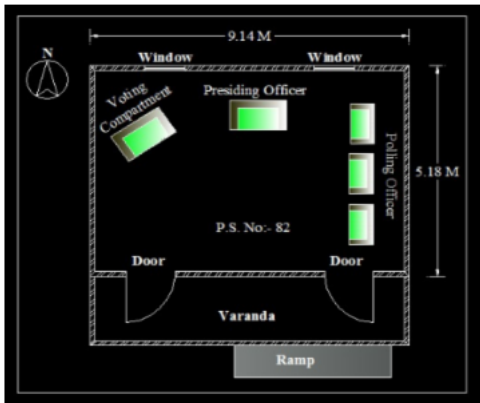 9.14 M
N
Window
Window
Voting
Compartment
Presiding Officer
Polling Officer
5.18 M
P.S. No:- 82
Door
Door
Varanda
Ramp